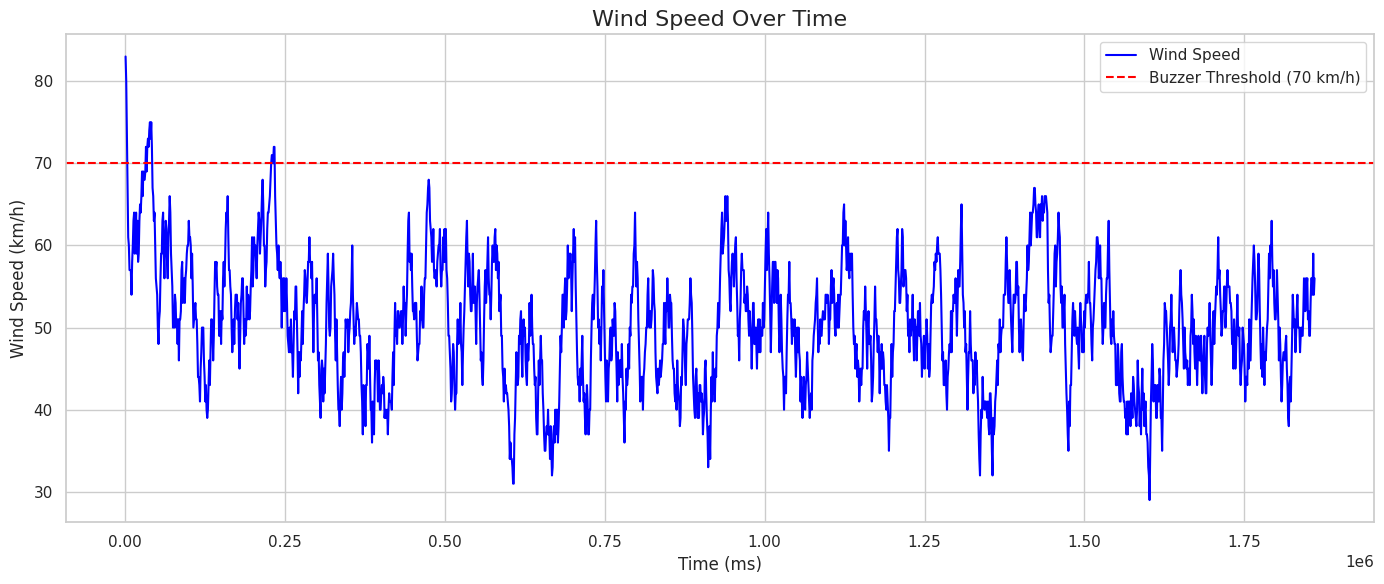 Wind Speed Over Time
Wind Speed
Buzzer Threshold (70 km/h)
Wind Speed (km/h)
80
70
60
50
40
30
0.00 0.25 0.50 0.75 1.00 1.25 1.50 1.75
1e6
Time (ms)